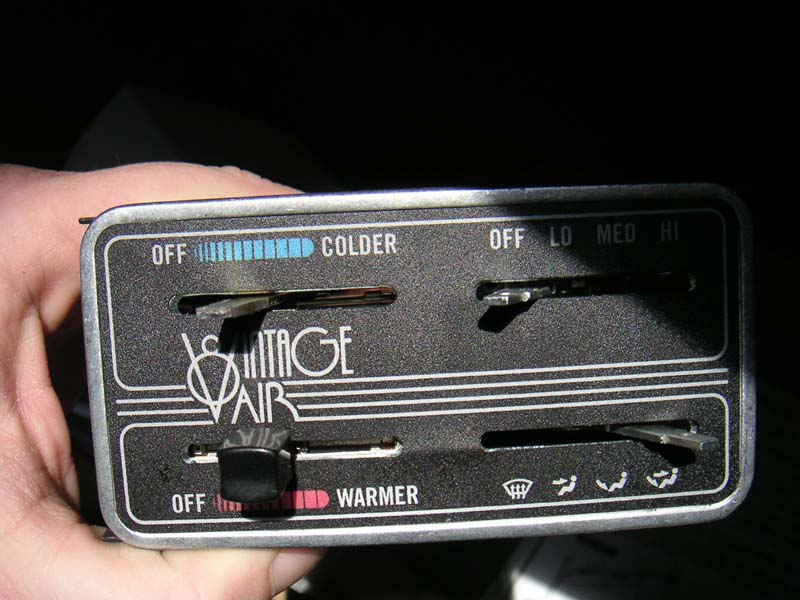 OFF COLDER
OFF LO MED HI
VINTAGE
AIR
OFF WARMER